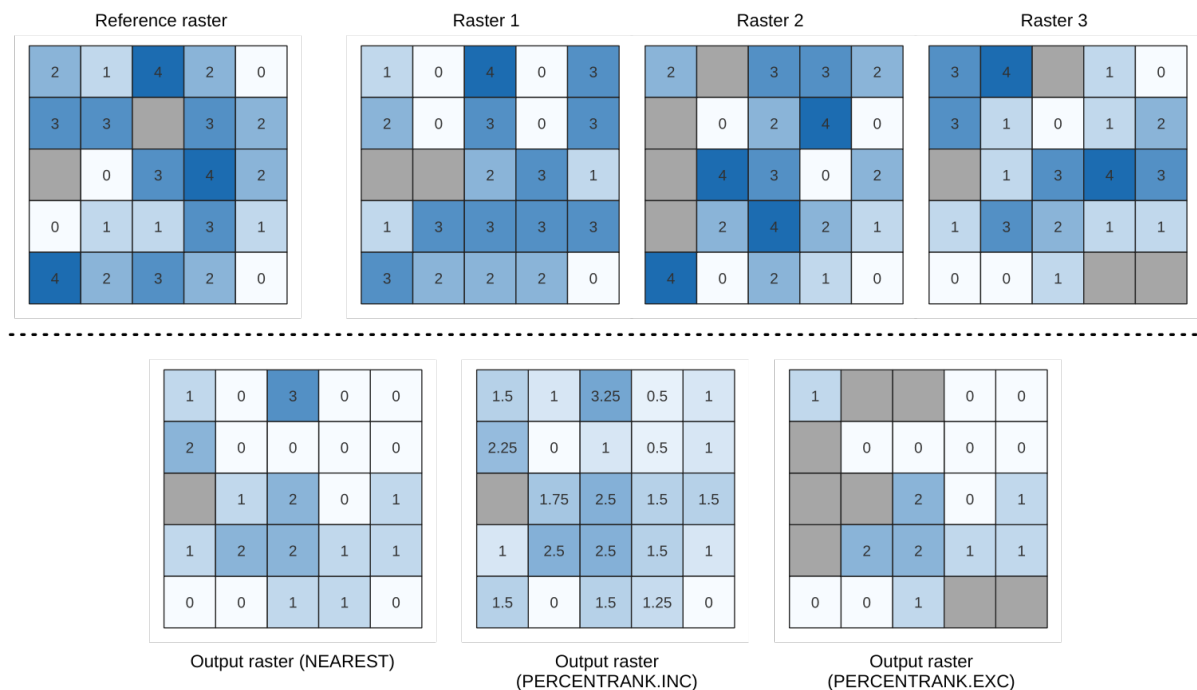 Reference raster Raster 1 Raster 2 Raster 3
2 1 4 2 0 1 0 4 0 3 2 3 3 2 3 4 1 0
3 3 3 2 2 0 3 0 3 0 2 4 0 3 1 0 1 2
0 3 4 2 2 3 1 4 3 0 2 1 3 4 3
0 1 1 3 1 1 3 3 3 3 2 4 2 1 1 3 2 1 1
4 2 3 2 0 3 2 2 2 0 4 0 2 1 0 0 0 1
1 0 3 0 0 1.5 1 3.25 0.5 1 1 0 0
2 0 0 0 0 2.25 0 1 0.5 1 0 0 0 0
1 2 0 1 1.75 2.5 1.5 1.5 2 0 1
1 2 2 1 1 1 2.5 2.5 1.5 1 2 2 1 1
0 0 1 1 0 1.5 0 1.5 1.25 0 0 0 1
Output raster (NEAREST) Output raster Output raster
(PERCENTRANK.INC) (PERCENTRANK.EXC)